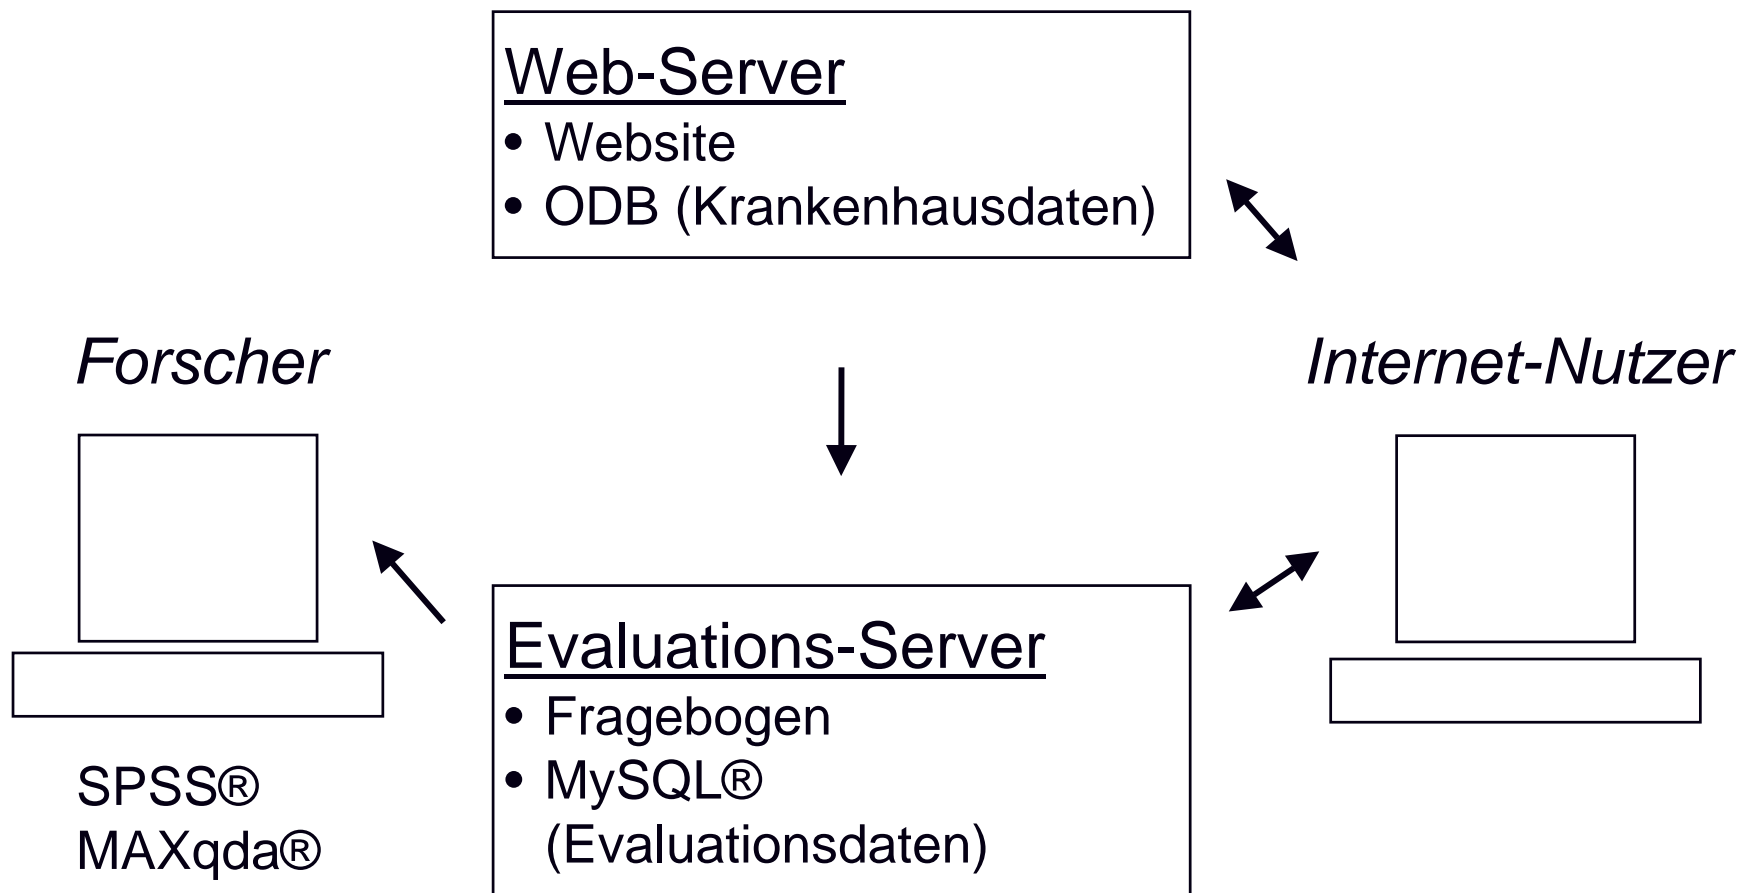 Web-Server
• Website
• ODB (Krankenhausdaten)
Forscher
Internet-Nutzer
Evaluations-Server
• Fragebogen
• MySQL®
(Evaluationsdaten)
SPSS®
MAXqda®